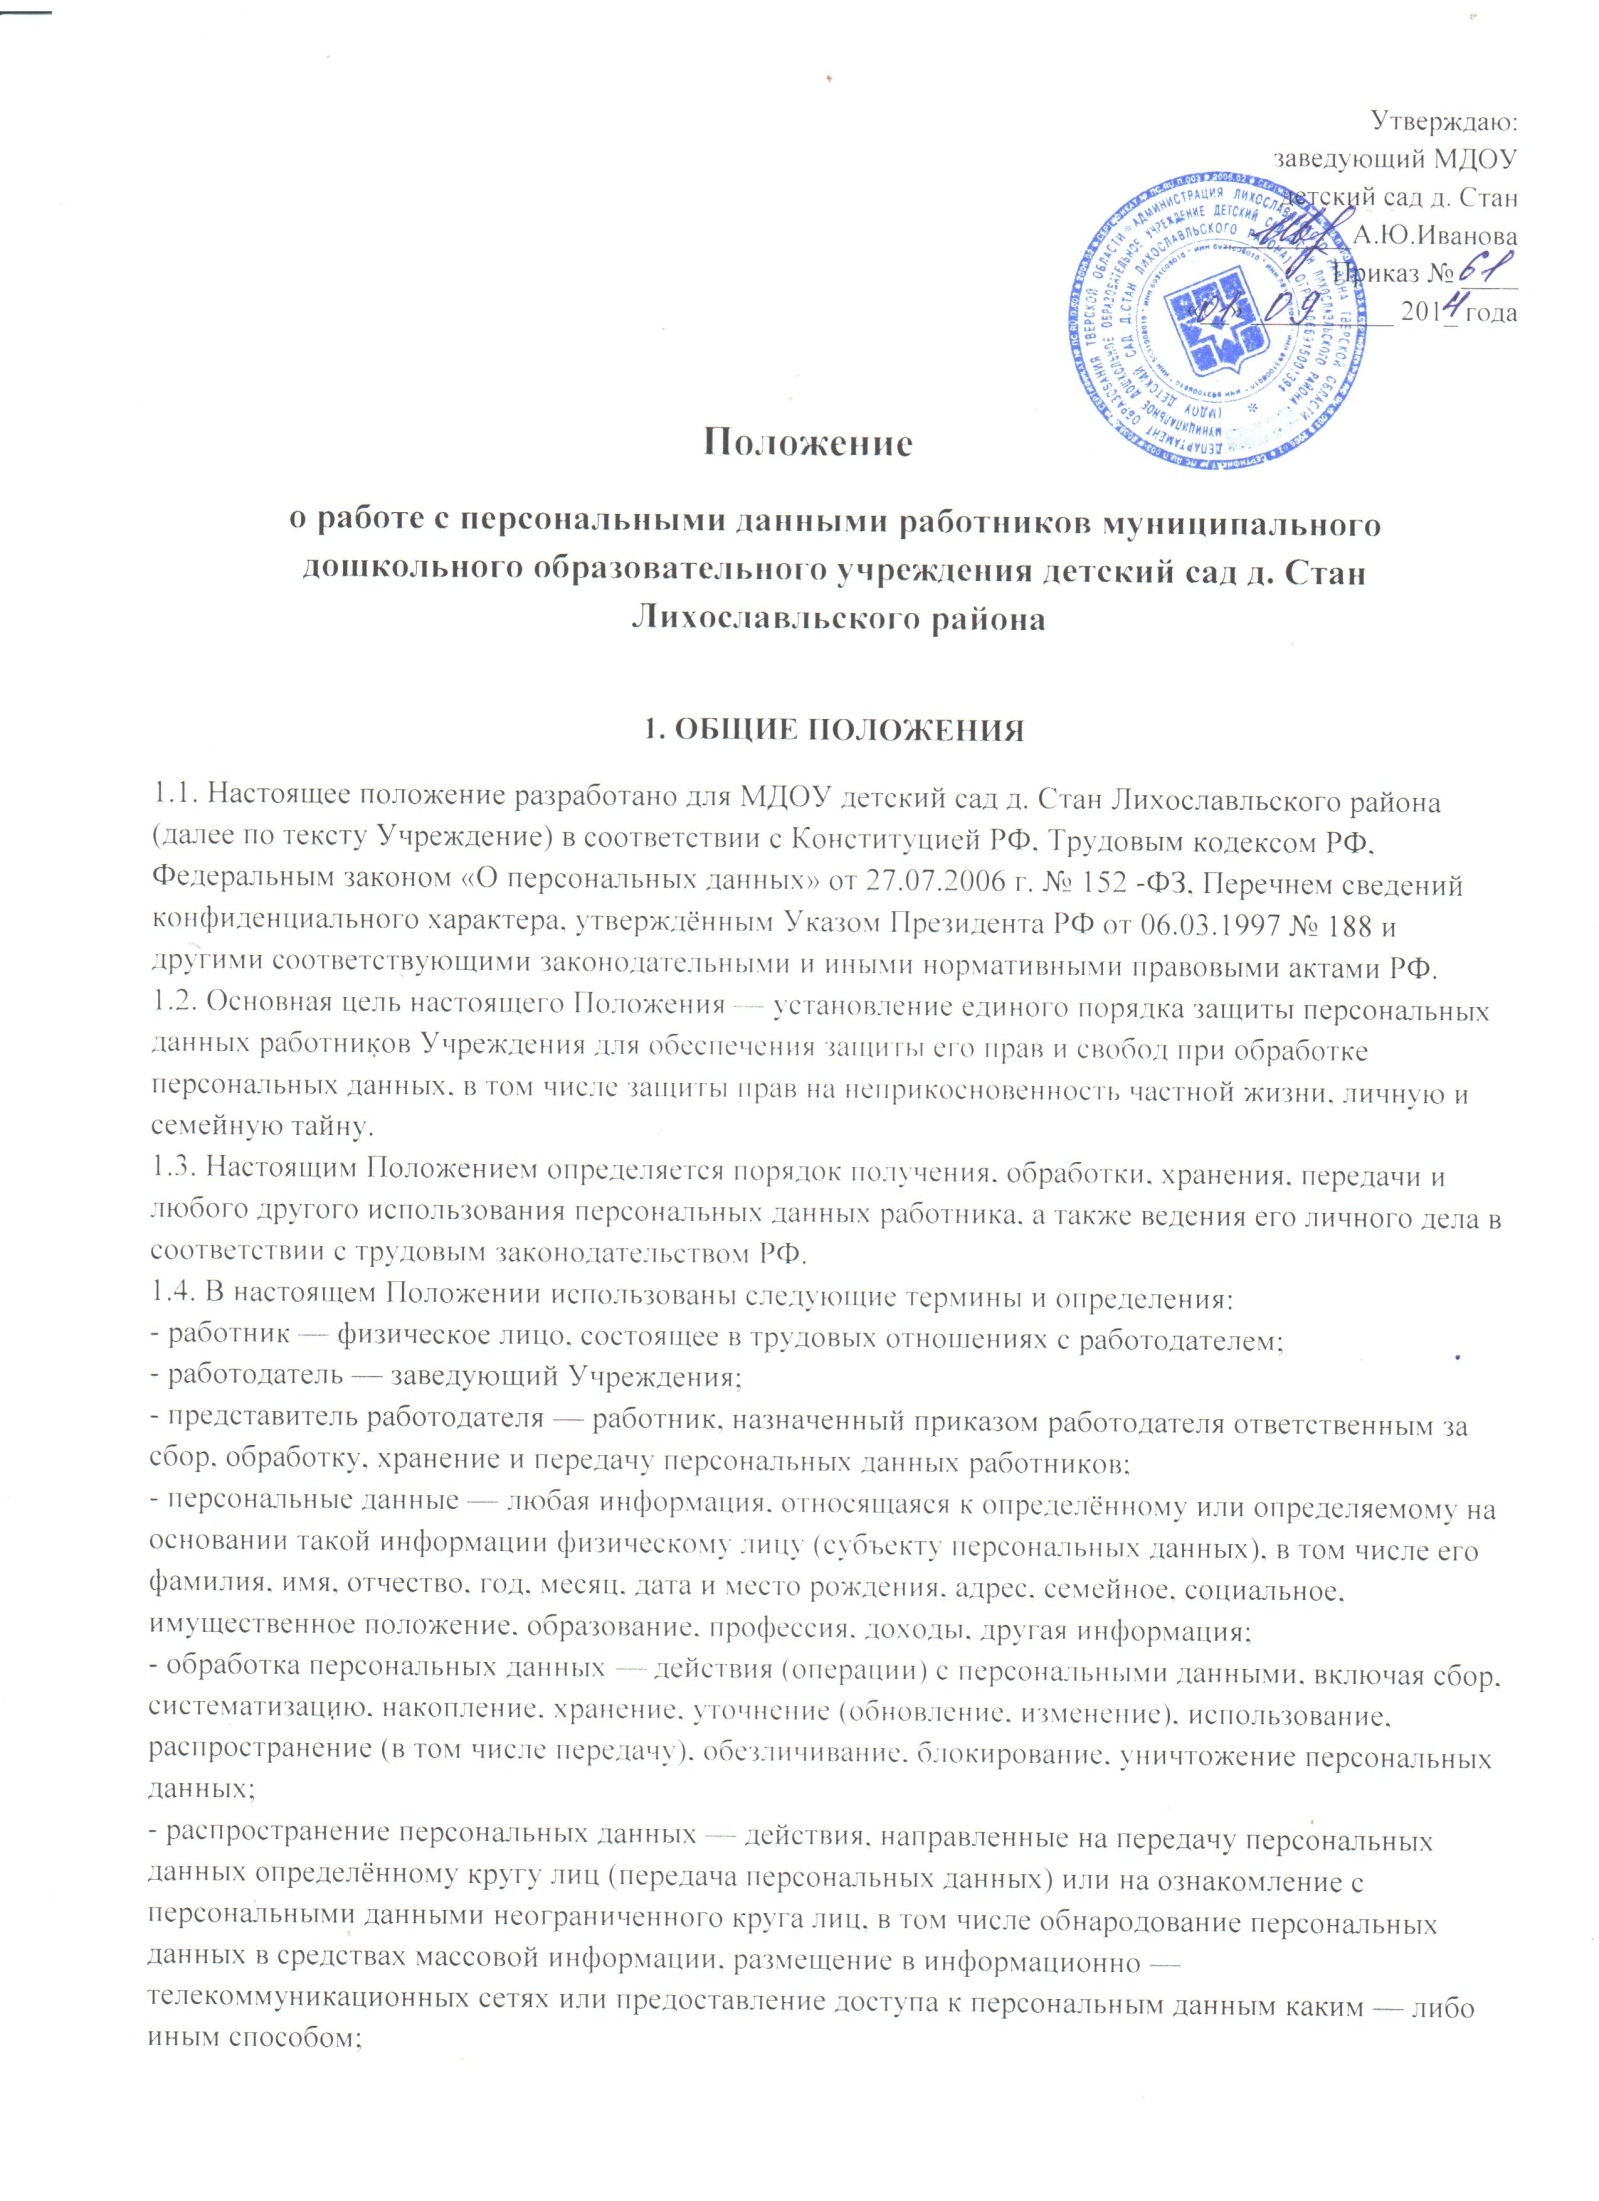 Утверждаю:
заведующий МДОУ
детский сад д. Стан
А.Ю.Иванова
Приказ № 61
«01» 09 2014 года
Положение
о работе с персональными данными работников муниципального
дошкольного образовательного учреждения детский сад д. Стан
Лихославльского района
1. ОБЩИЕ ПОЛОЖЕНИЯ
1.1. Настоящее положение разработано для МДОУ детский сад д. Стан Лихославльского района
(далее по тексту Учреждение) в соответствии с Конституцией РФ, Трудовым кодексом РФ,
Федеральным законом «О персональных данных» от 27.07.2006 г. № 152 -ФЗ, Перечнем сведений
конфиденциального характера, утверждённым Указом Президента РФ от 06.03.1997 № 188 и
другими соответствующими законодательными и иными нормативными правовыми актами РФ.
1.2. Основная цель настоящего Положения — установление единого порядка защиты персональных
данных работников Учреждения для обеспечения защиты его прав и свобод при обработке
персональных данных, в том числе защиты прав на неприкосновенность частной жизни, личную и
семейную тайну.
1.3. Настоящим Положением определяется порядок получения, обработки, хранения, передачи и
любого другого использования персональных данных работника, а также ведения его личного дела в
соответствии с трудовым законодательством РФ.
1.4. В настоящем Положении использованы следующие термины и определения:
- работник — физическое лицо, состоящее в трудовых отношениях с работодателем;
- работодатель — заведующий Учреждения;
- представитель работодателя — работник, назначенный приказом работодателя ответственным за
сбор, обработку, хранение и передачу персональных данных работников;
- персональные данные — любая информация, относящаяся к определённому или определяемому на
основании такой информации физическому лицу (субъекту персональных данных), в том числе его
фамилия, имя, отчество, год, месяц, дата и место рождения, адрес, семейное, социальное,
имущественное положение, образование, профессия, доходы, другая информация;
- обработка персональных данных — действия (операции) с персональными данными, включая сбор,
систематизацию, накопление, хранение, уточнение (обновление, изменение), использование,
распространение (в том числе передачу), обезличивание, блокирование, уничтожение персональных
данных;
- распространение персональных данных — действия, направленные на передачу персональных
данных определённому кругу лиц (передача персональных данных) или на ознакомление с
персональными данными неограниченного круга лиц, в том числе обнародование персональных
данных в средствах массовой информации, размещение в информационно —
телекоммуникационных сетях или предоставление доступа к персональным данным каким — либо
иным способом;